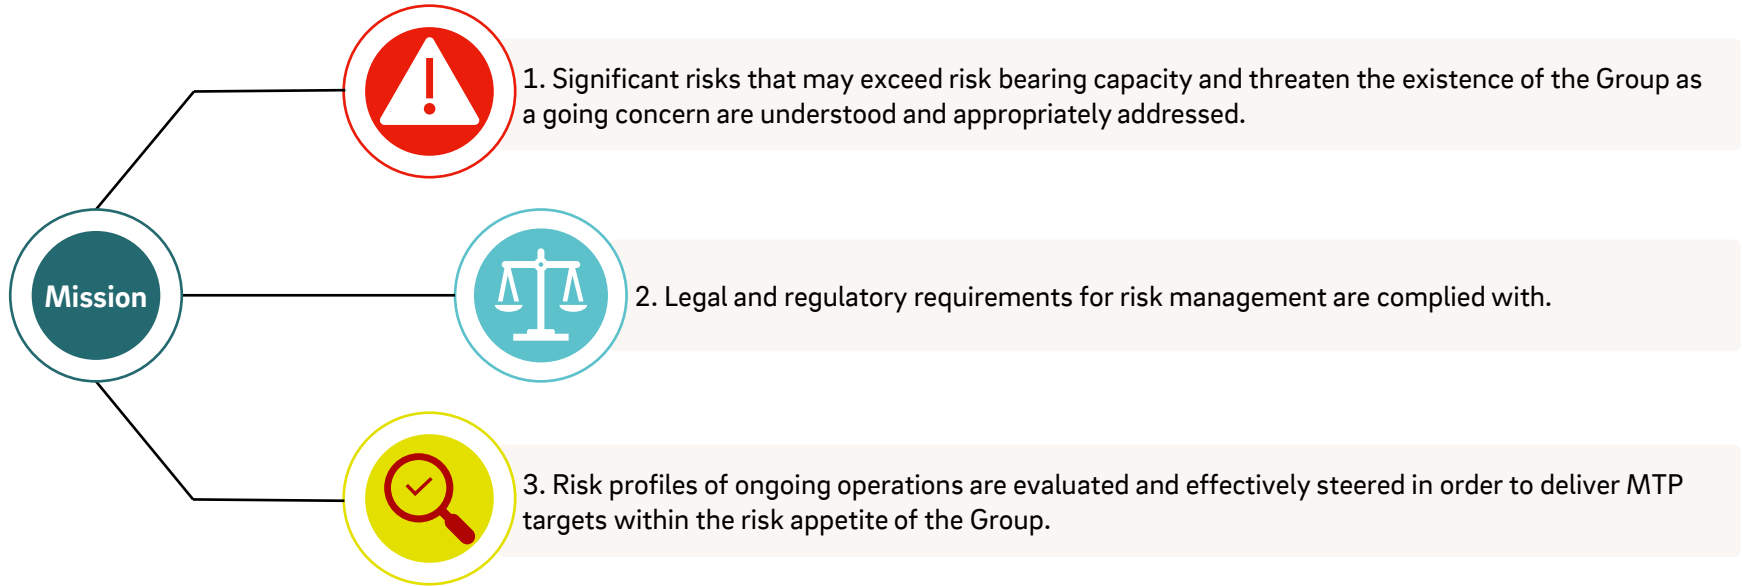 1. Significant risks that may exceed risk bearing capacity and threaten the existence of the Group as
a going concern are understood and appropriately addressed.
Mission
2. Legal and regulatory requirements for risk management are complied with.
3. Risk profiles of ongoing operations are evaluated and effectively steered in order to deliver MTP
targets within the risk appetite of the Group.